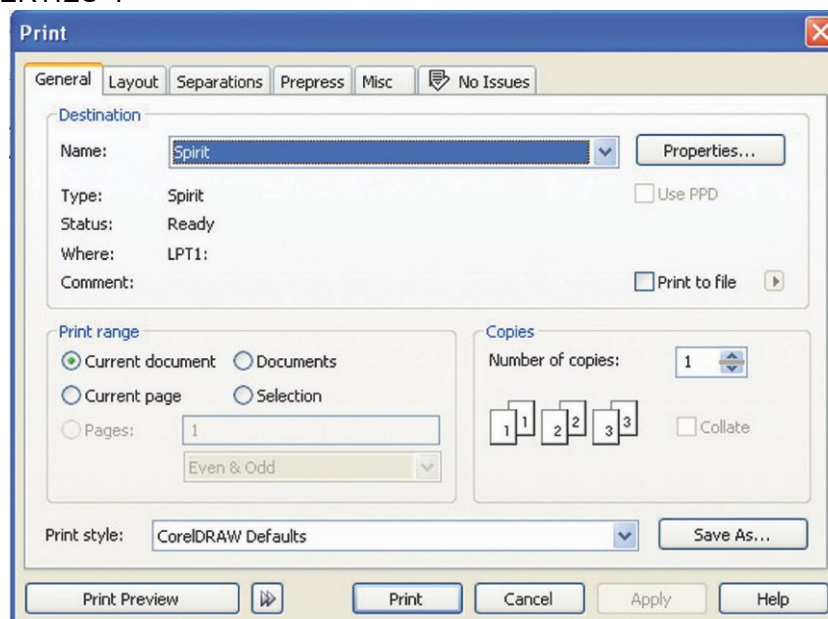 Print
General Layout Separations Prepress Misc No Issues
Destination
Name: Spirit Properties...
Type: Spirit Use PPD
Status: Ready
Where: LPT1:
Comment: Print to file
Print range
Current document Documents
Current page Selection
Pages: 1
Even & Odd
Copies
Number of copies: 1
1 1 2 2 3 3 Collate
Print style: CorelDRAW Defaults Save As...
Print Preview Print Cancel Apply Help